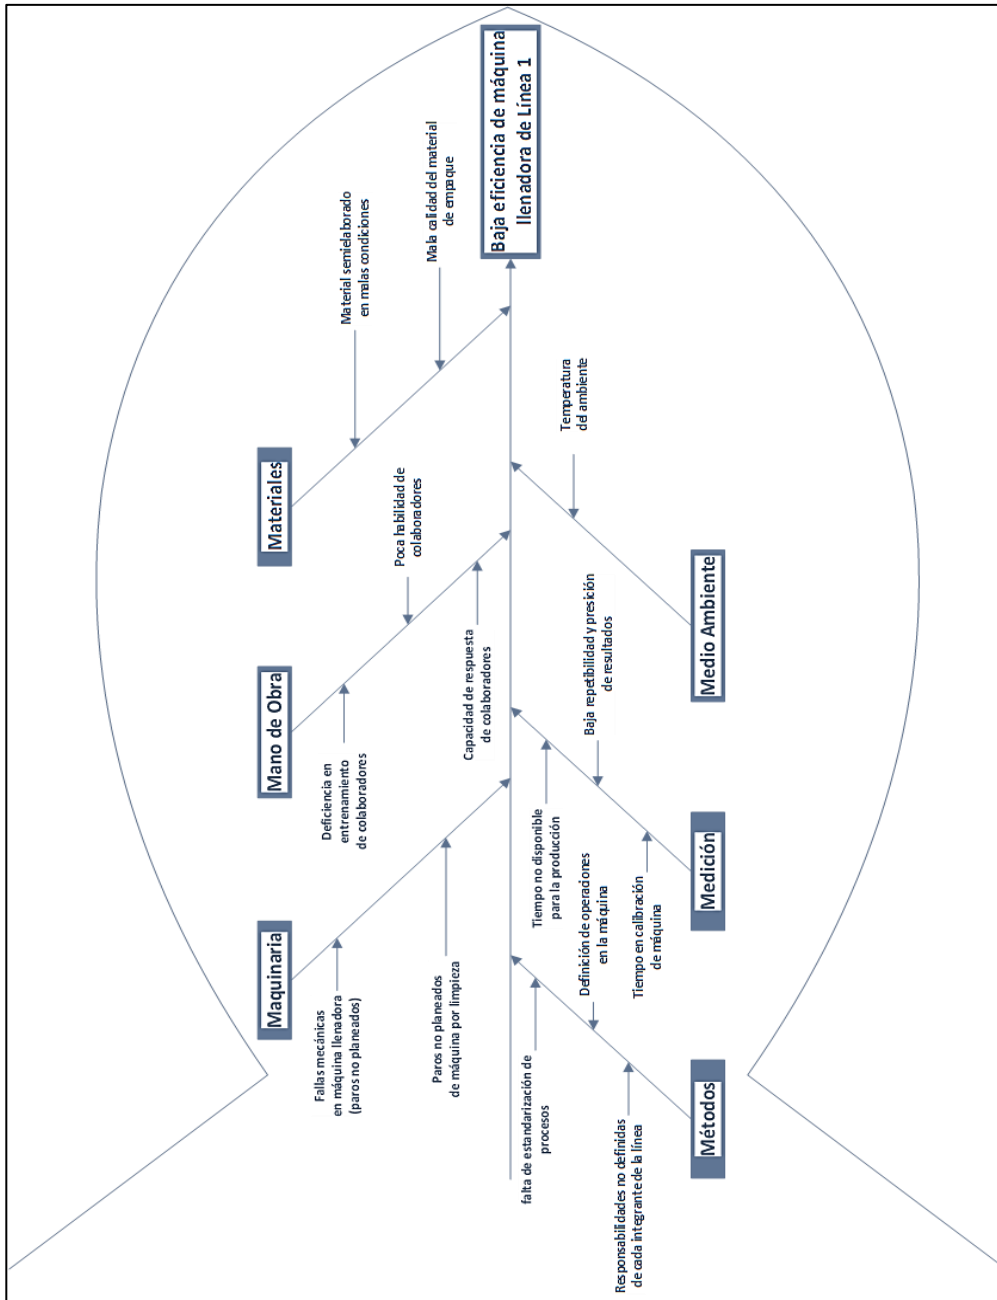 Maquinaria
Fallas mecánicas
en máquina llenadora
(paros no planeados)
Paros no planeados
de máquina por limpieza
Mano de Obra
Deficiencia en
entrenamiento
de colaboradores
Poca habilidad de
colaboradores
Capacidad de respuesta
de colaboradores
Materiales
Material semielaborado
en malas condiciones
Mala calidad del material
de empaque
Baja eficiencia de máquina
llenadora de Línea 1
falta de estandarización de
procesos
Definición de operaciones
en la máquina
Responsabilidades no definidas
de cada integrante de la línea
Métodos
Tiempo no disponible
para la producción
Baja repetibilidad y presición
de resultados
Tiempo en calibración
de máquina
Medición
Temperatura
del ambiente
Medio Ambiente